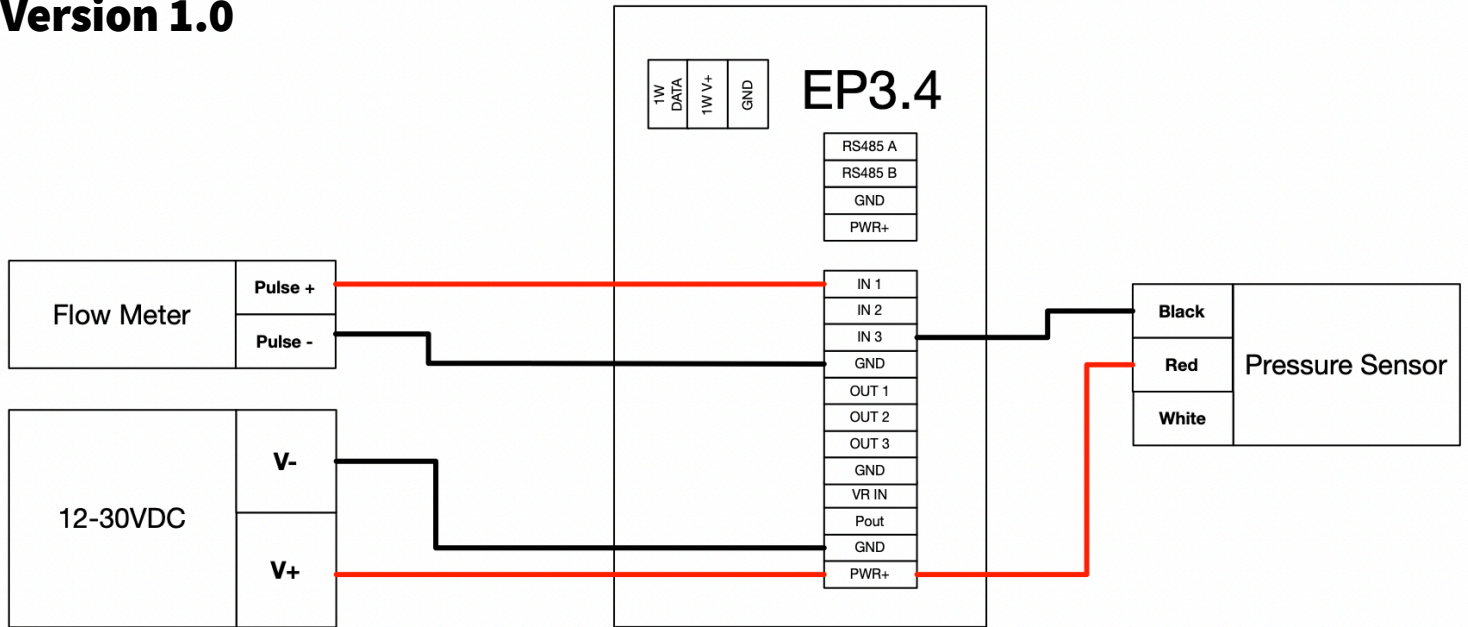 Version 1.0
1W DATA
1W V+
GND
EP3.4
RS485 A
RS485 B
GND
PWR+
Flow Meter
Pulse +
Pulse -
IN 1
IN 2
IN 3
GND
OUT 1
OUT 2
OUT 3
GND
VR IN
Pout
GND
PWR+
Black
Red
White
Pressure Sensor
12-30VDC
V-
V+